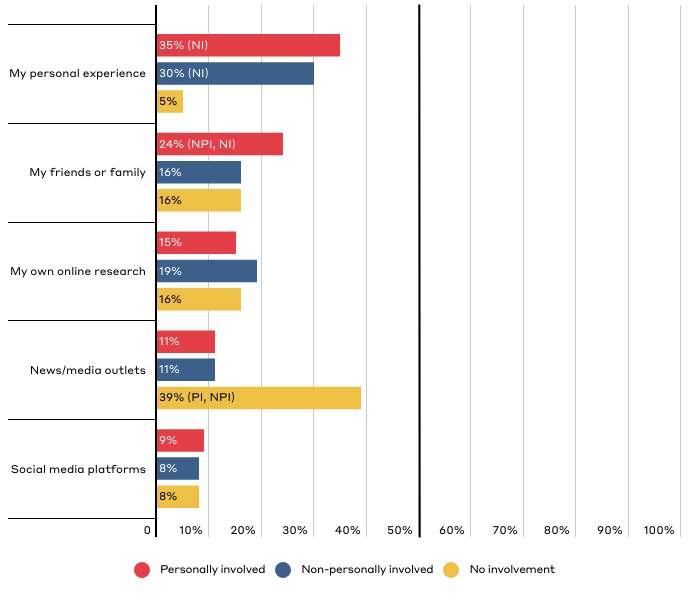 My personal experience
35% (NI)
30% (NI)
5%
My friends or family
24% (NPI, NI)
16%
16%
My own online research
15%
19%
16%
News/media outlets
11%
11%
39% (PI, NPI)
Social media platforms
9%
8%
8%
0 10% 20% 30% 40% 50% 60% 70% 80% 90% 100%
Personally involved Non-personally involved No involvement